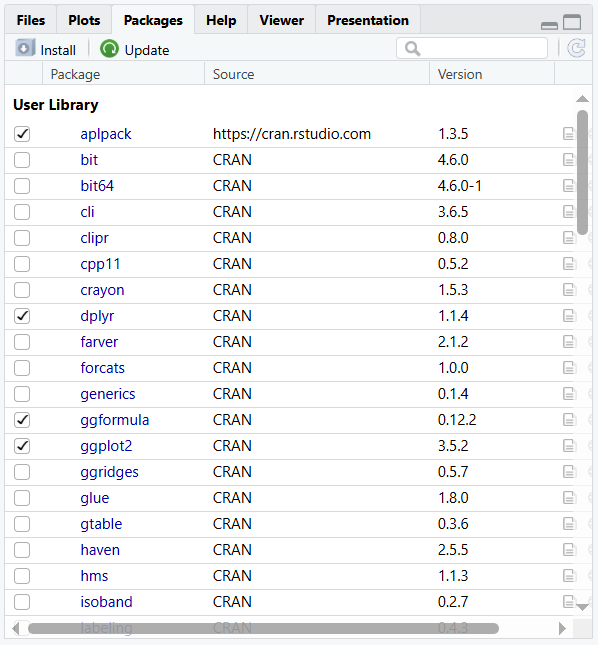 Files Plots Packages Help Viewer Presentation
Install Update
Package Source Version
User Library
aplpack https://cran.rstudio.com 1.3.5
bit CRAN 4.6.0
bit64 CRAN 4.6.0-1
cli CRAN 3.6.5
clipr CRAN 0.8.0
cpp11 CRAN 0.5.2
crayon CRAN 1.5.3
dplyr CRAN 1.1.4
farver CRAN 2.1.2
forcats CRAN 1.0.0
generics CRAN 0.1.4
ggformula CRAN 0.12.2
ggplot2 CRAN 3.5.2
ggridges CRAN 0.5.7
glue CRAN 1.8.0
gtable CRAN 0.3.6
haven CRAN 2.5.5
hms CRAN 1.1.3
isoband CRAN 0.2.7
labeling CRAN 0.4.3